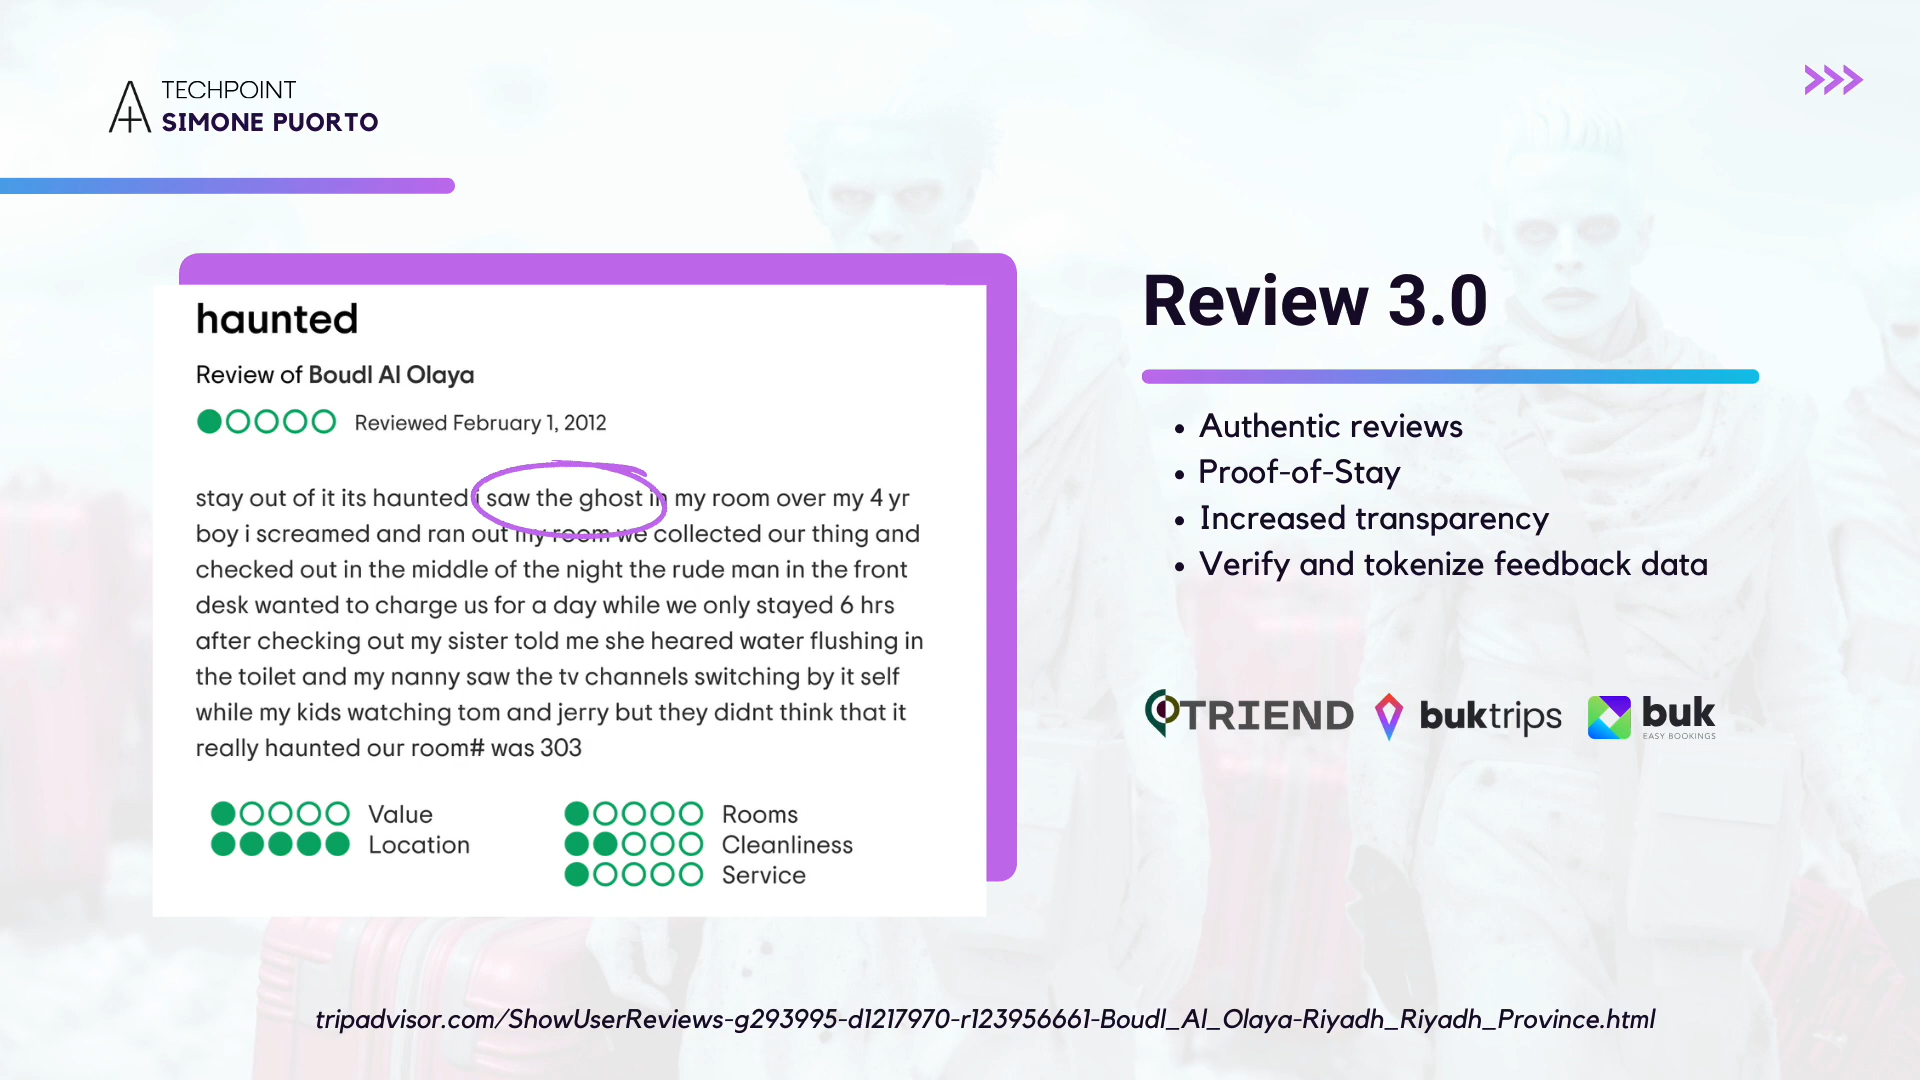 TECHPOINT
SIMONE PUORTO
haunted
Review of Boudl Al Olaya
Reviewed February 1, 2012
stay out of it its haunted i saw the ghost in my room over my 4 yr
boy i screamed and ran out my room we collected our thing and
checked out in the middle of the night the rude man in the front
desk wanted to charge us for a day while we only stayed 6 hrs
after checking out my sister told me she heared water flushing in
the toilet and my nanny saw the tv channels switching by it self
while my kids watching tom and jerry but they didnt think that it
really haunted our room# was 303
Value
Location
Rooms
Cleanliness
Service
Review 3.0
• Authentic reviews
• Proof-of-Stay
• Increased transparency
• Verify and tokenize feedback data
TRIEND
buktrips
buk
EASY BOOKINGS
tripadvisor.com/ShowUserReviews-g293995-d1217970-r123956661-Boudl_Al_Olaya-Riyadh_Riyadh_Province.html